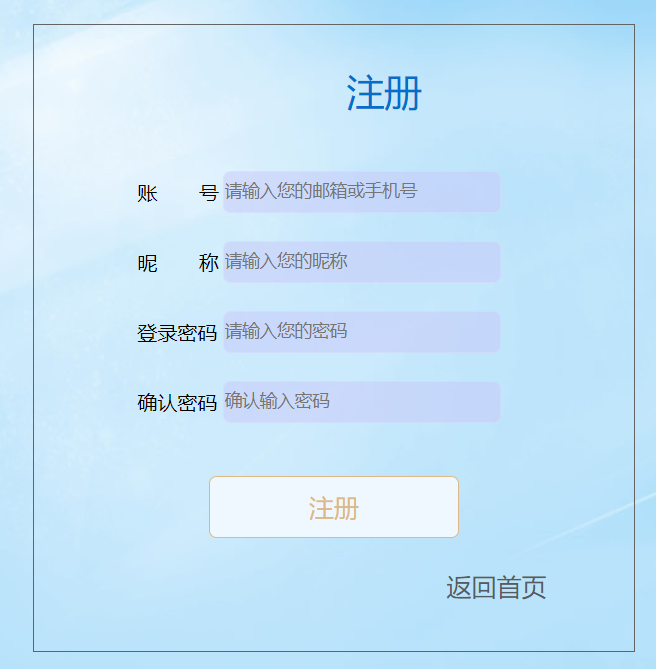 注册
账 号 请输入您的邮箱或手机号
昵 称 请输入您的昵称
登录密码 请输入您的密码
确认密码 确认输入密码
注册
返回首页